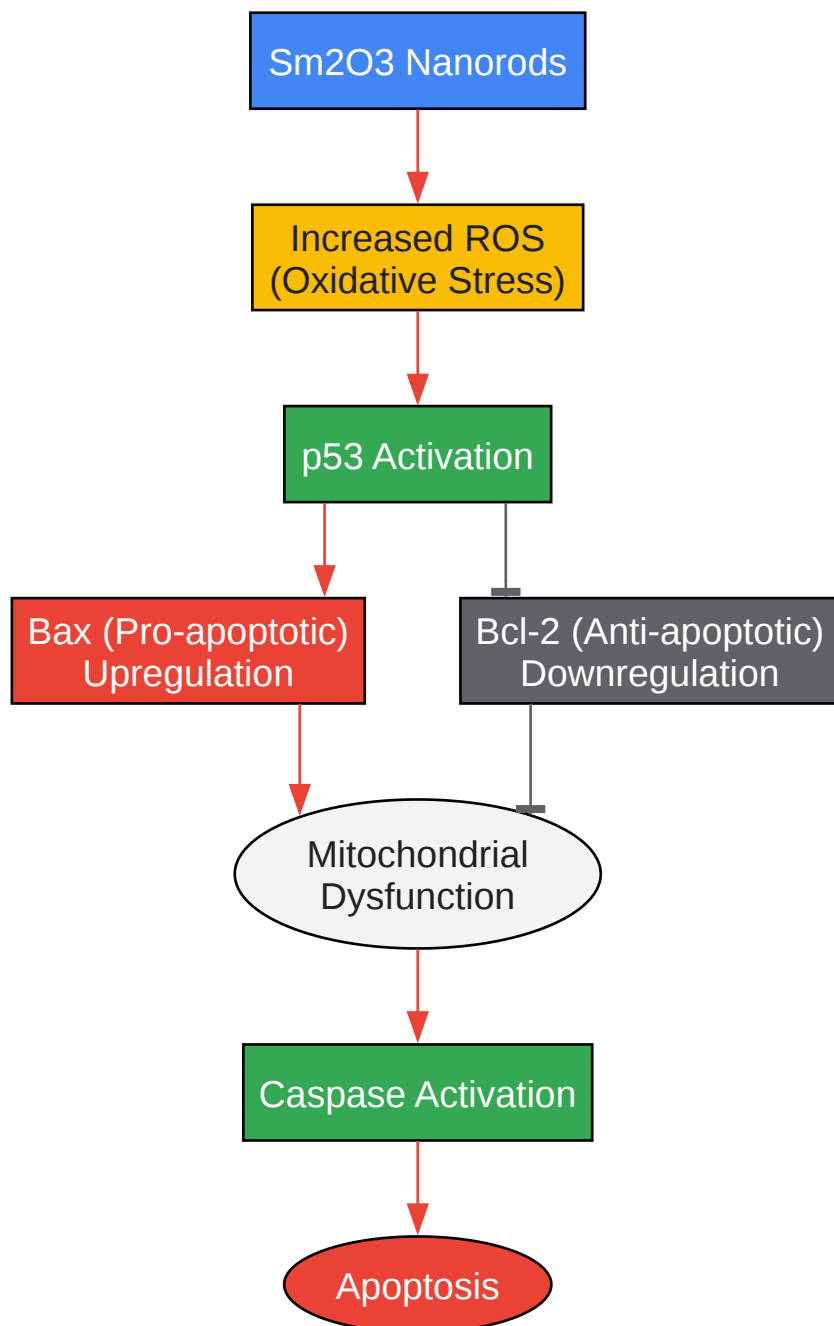 Sm2O3 Nanorods
Increased ROS
(Oxidative Stress)
p53 Activation
Bax (Pro-apoptotic)
Upregulation
Bcl-2 (Anti-apoptotic)
Downregulation
Mitochondrial
Dysfunction
Caspase Activation
Apoptosis